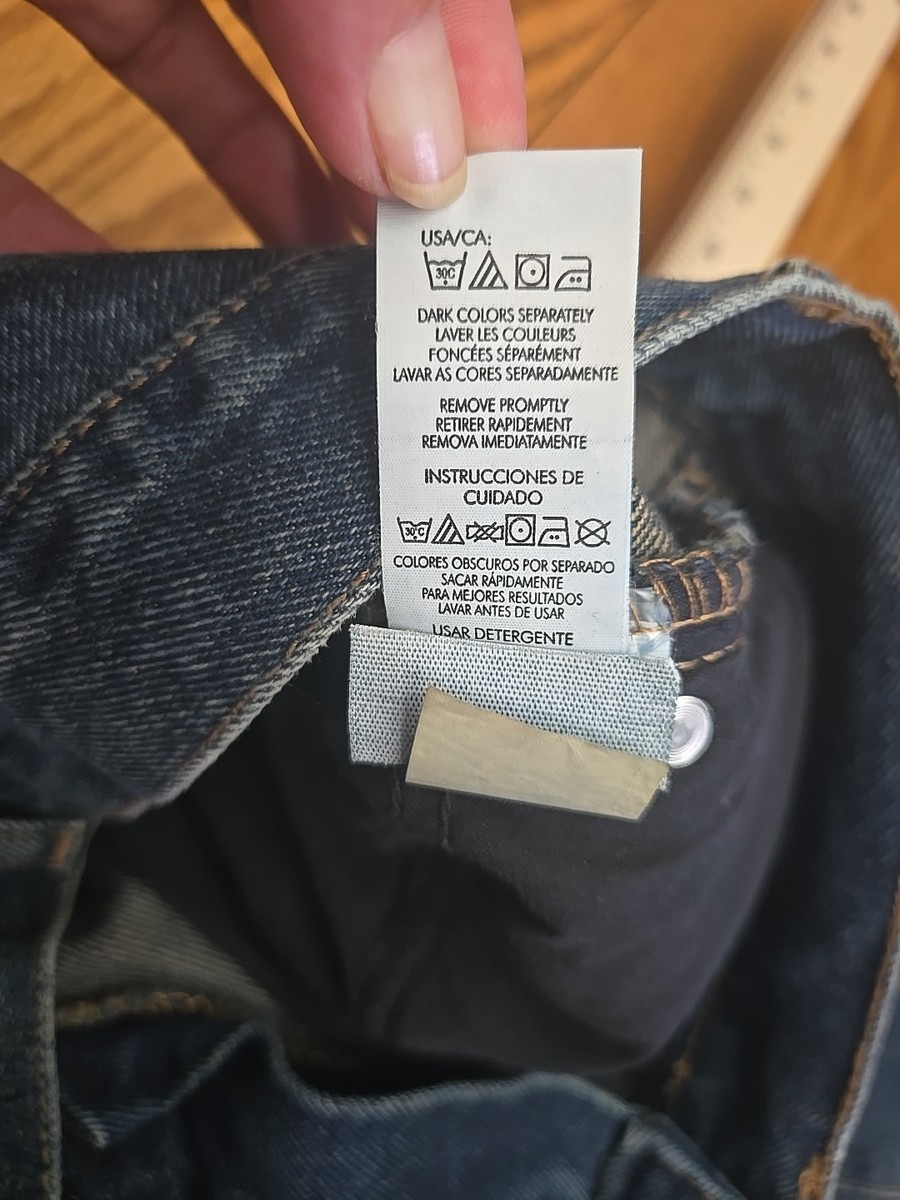 USA/CA:
30C
DARK COLORS SEPARATELY
LAVER LES COULEURS
FONCÉES SÉPARÉMENT
LAVAR AS CORES SEPARADAMENTE
REMOVE PROMPTLY
RETIRER RAPIDEMENT
REMOVA IMEDIATAMENTE
INSTRUCCIONES DE
CUIDADO
30°C
COLORES OBSCUROS POR SEPARADO
SACAR RÁPIDAMENTE
PARA MEJORES RESULTADOS
LAVAR ANTES DE USAR
USAR DETERGENTE